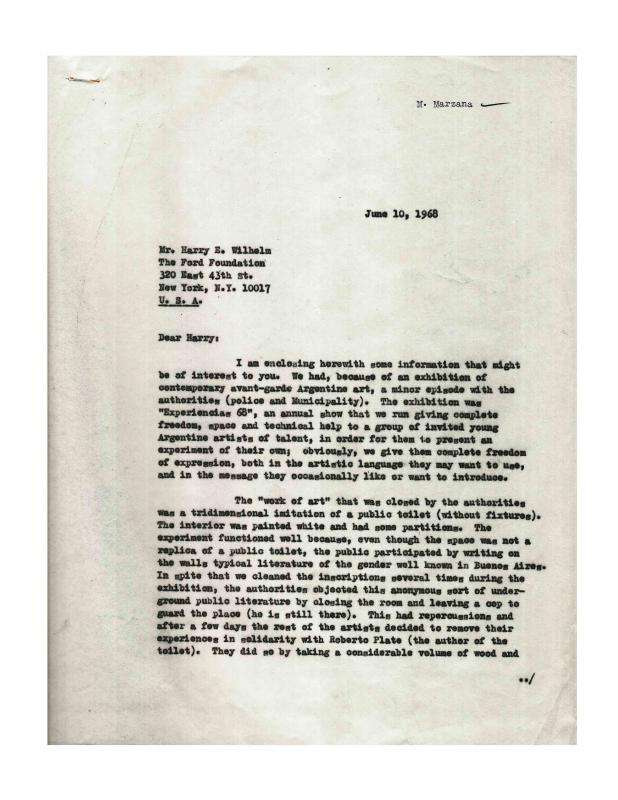 M. Marzana
June 10, 1968
Mr. Harry E. Wilhelm
The Ford Foundation
320 East 43th St.
New York, N.Y. 10017
U. S. A.
Dear Harry:
I am enclosing herewith some information that might
be of interest to you. We had, because of an exhibition of
contemporary avant-garde Argentine art, a minor episode with the
authorities (police and Municipality). The exhibition was
"Experiencias 68", an annual show that we run giving complete
freedom, space and technical help to a group of invited young
Argentine artists of talent, in order for them to present an
experiment of their own; obviously, we give them complete freedom
of expression, both in the artistic language they may want to use,
and in the message they occasionally like or want to introduce.
The "work of art" that was closed by the authorities
was a tridimensional imitation of a public toilet (without fixtures).
The interior was painted white and had some partitions. The
experiment functioned well because, even though the space was not a
replica of a public toilet, the public participated by writing on
the walls typical literature of the gender well known in Buenos Aires.
In spite that we cleaned the inscriptions several times during the
exhibition, the authorities objected this anonymous sort of under-
ground public literature by closing the room and leaving a cop to
guard the place (he is still there). This had repercussions and
after a few days the rest of the artists decided to remove their
experiences in solidarity with Roberto Plate (the author of the
toilet). They did so by taking a considerable volume of wood and
../